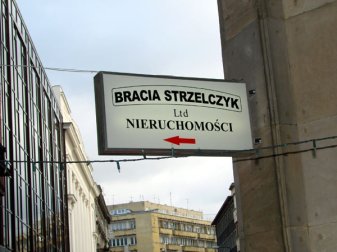 BRACIA STRZELCZYK
Ltd
NIERUCHOMOŚCI